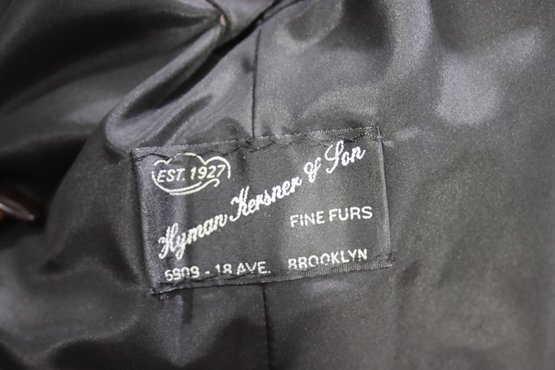 EST. 1927
Hyman Kersner & Son
FINE FURS
6909 - 18 AVE. BROOKLYN